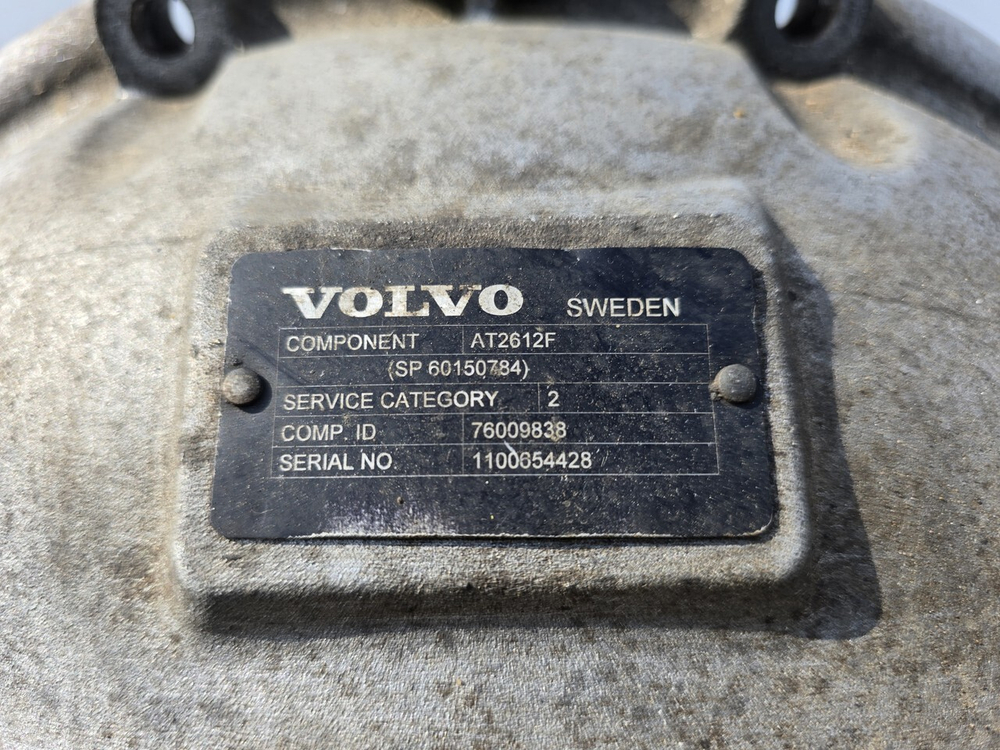 VOLVO SWEDEN
COMPONENT AT2612F
(SP 60150784)
SERVICE CATEGORY 2
COMP. ID 76009838
SERIAL NO. 1100654428